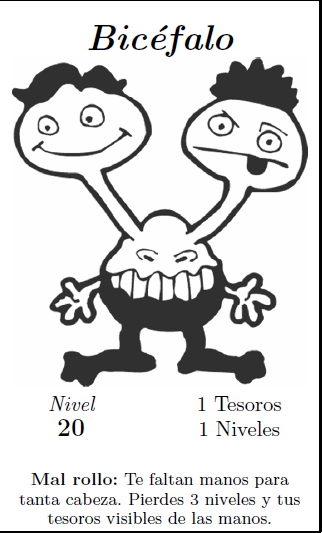 Bicéfalo
Nivel 1 Tesoros
20 1 Niveles
Mal rollo: Te faltan manos para
tanta cabeza. Pierdes 3 niveles y tus
tesoros visibles de las manos.